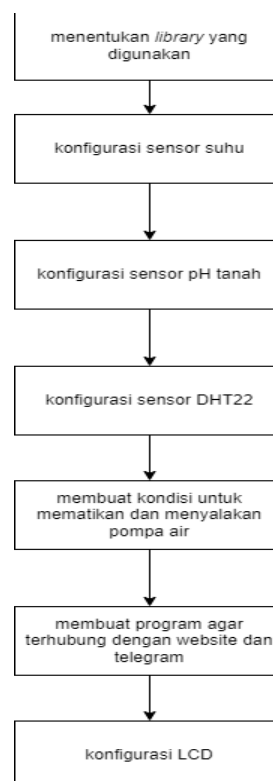 menentukan library yang
digunakan
konfigurasi sensor suhu
konfigurasi sensor pH tanah
konfigurasi sensor DHT22
membuat kondisi untuk
mematikan dan menyalakan
pompa air
membuat program agar
terhubung dengan website dan
telegram
konfigurasi LCD